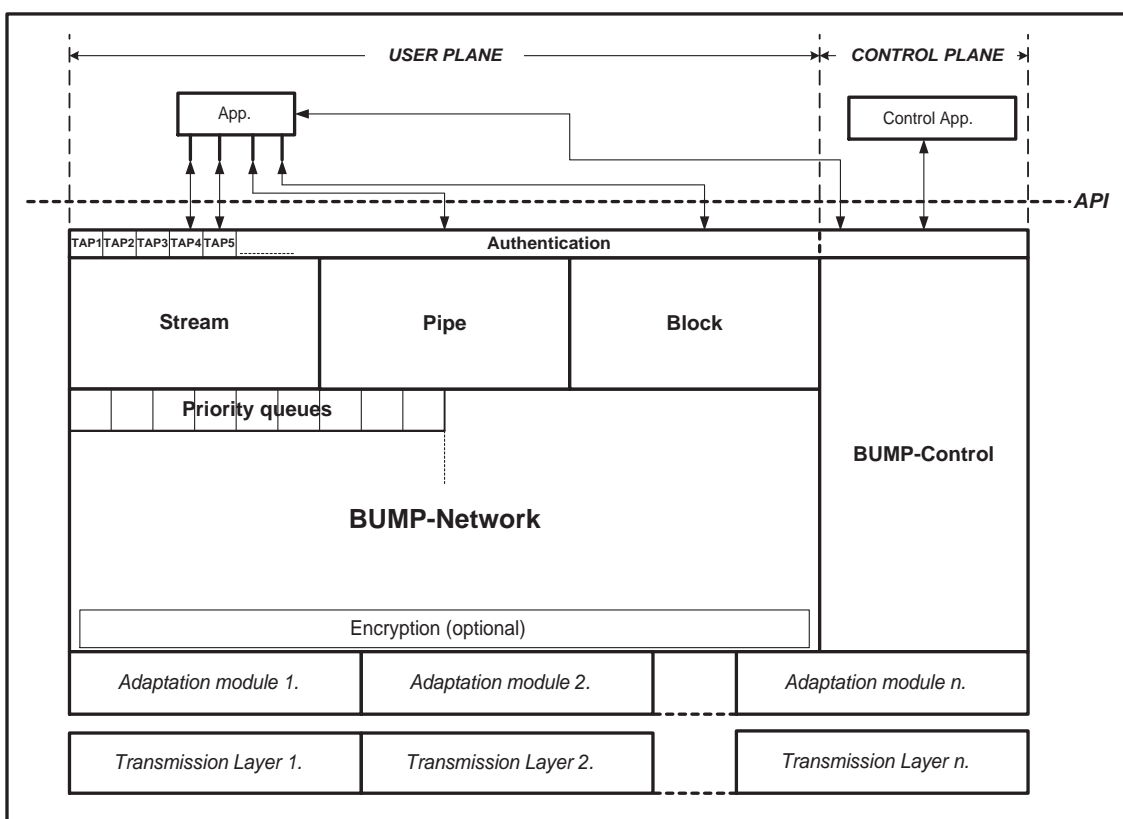 USER PLANE
CONTROL PLANE
App.
Control App.
API
TAP1 TAP2 TAP3 TAP4 TAP5
Authentication
Stream
Pipe
Block
Priority queues
BUMP-Control
BUMP-Network
Encryption (optional)
Adaptation module 1.
Adaptation module 2.
Adaptation module n.
Transmission Layer 1.
Transmission Layer 2.
Transmission Layer n.